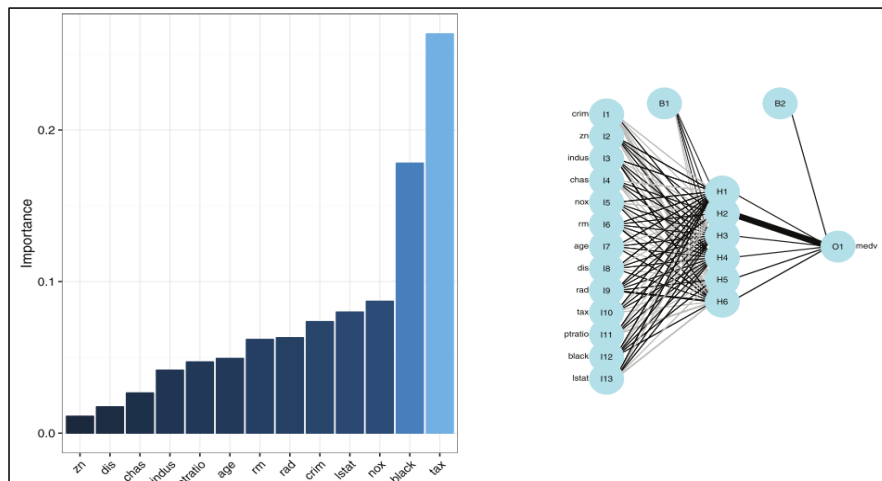 Importance
0.2
0.1
0.0
zn
dis
chas
indus
ptratio
age
rm
rad
crim
lstat
nox
black
tax
B1
B2
crim I1
zn I2
indus I3
chas I4
nox I5
rm I6
age I7
dis I8
rad I9
tax I10
ptratio I11
black I12
lstat I13
H1
H2
H3
H4
H5
H6
O1 medv